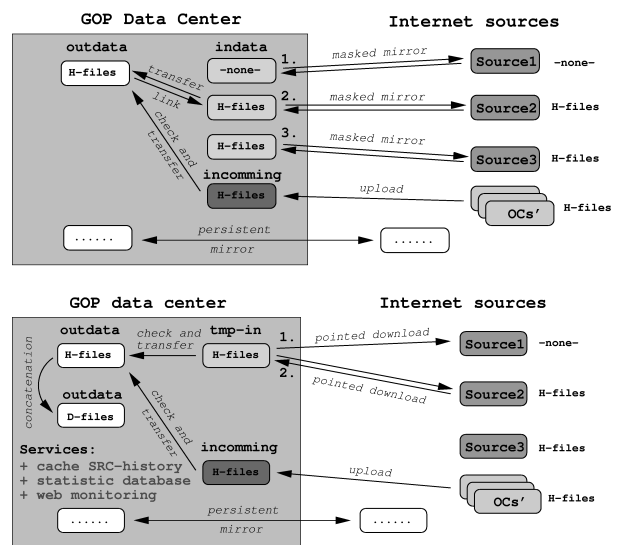 GOP Data Center
Internet sources
outdata
indata
H-files
transfer
link
-none-
1.
masked mirror
Source1
-none-
2.
H-files
masked mirror
Source2
H-files
3.
H-files
masked mirror
Source3
H-files
check and
transfer
incomming
H-files
upload
OCs'
H-files
......
persistent
mirror
......
GOP data center
Internet sources
outdata
check and
transfer
tmp-in
H-files
H-files
1.
pointed download
Source1
-none-
2.
pointed download
Source2
H-files
concatenation
outdata
D-files
check and
transfer
Source3
H-files
Services:
+ cache SRC-history
+ statistic database
+ web monitoring
incomming
H-files
upload
OCs'
H-files
......
persistent
mirror
......